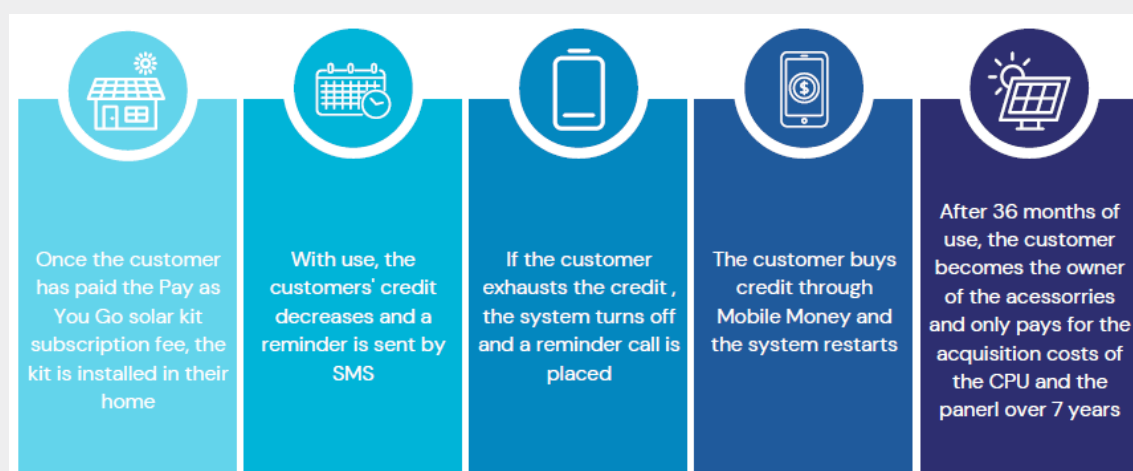 Once the customer
has paid the Pay as
You Go solar kit
subscription fee, the
kit is installed in their
home
With use, the
customers' credit
decreases and a
reminder is sent by
SMS
If the customer
exhausts the credit ,
the system turns off
and a reminder call is
placed
$
The customer buys
credit through
Mobile Money and
the system restarts
After 36 months of
use, the customer
becomes the owner
of the acessorries
and only pays for the
acquisition costs of
the CPU and the
panerl over 7 years